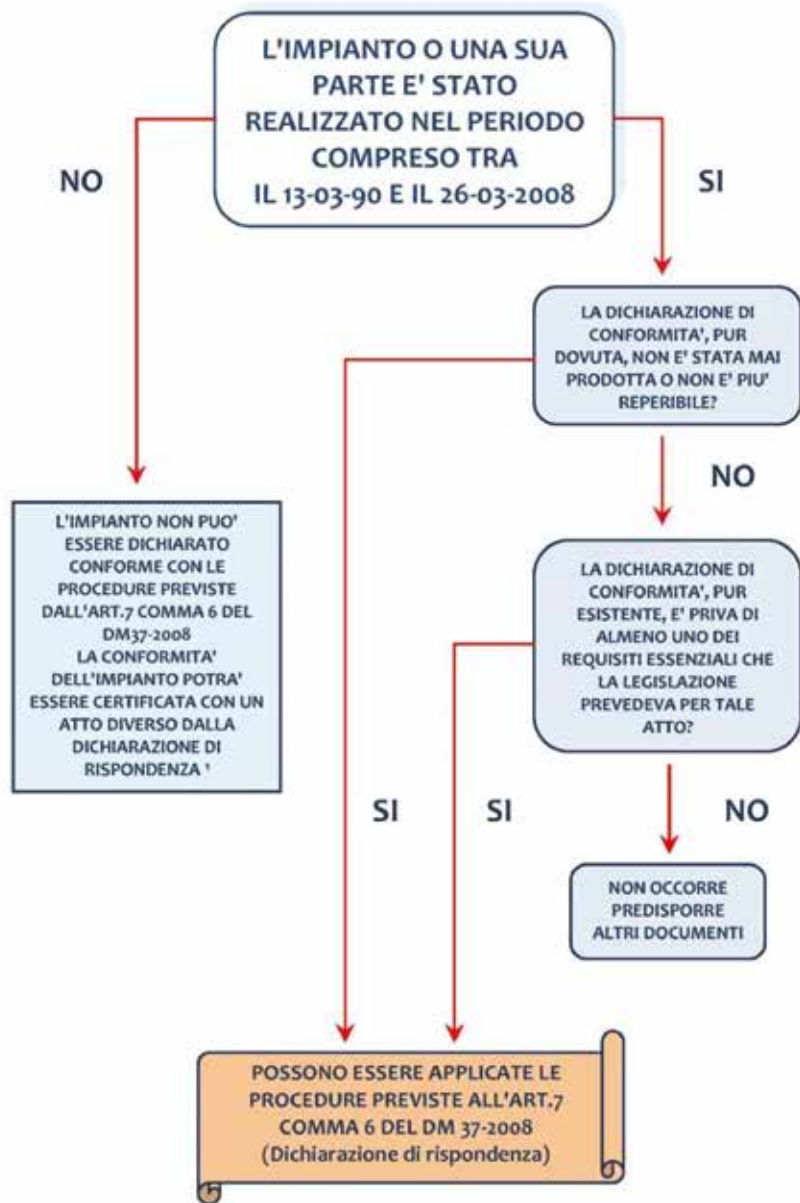 L'IMPIANTO O UNA SUA
PARTE E' STATO
REALIZZATO NEL PERIODO
COMPRESO TRA
IL 13-03-90 E IL 26-03-2008
NO
SI
LA DICHIARAZIONE DI
CONFORMITA', PUR
DOVUTA, NON E' STATA MAI
PRODOTTA O NON E' PIU'
REPERIBILE?
NO
L'IMPIANTO NON PUO'
ESSERE DICHIARATO
CONFORME CON LE
PROCEDURE PREVISTE
DALL'ART.7 COMMA 6 DEL
DM37-2008
LA CONFORMITA'
DELL'IMPIANTO POTRA'
ESSERE CERTIFICATA CON UN
ATTO DIVERSO DALLA
DICHIARAZIONE DI
RISPONDENZA ¹
LA DICHIARAZIONE DI
CONFORMITA', PUR
ESISTENTE, E' PRIVA DI
ALMENO UNO DEI
REQUISITI ESSENZIALI CHE
LA LEGISLAZIONE
PREVEDEVA PER TALE
ATTO?
SI
SI
NO
NON OCCORRE
PREDISPORRE
ALTRI DOCUMENTI
POSSONO ESSERE APPLICATE LE
PROCEDURE PREVISTE ALL'ART.7
COMMA 6 DEL DM 37-2008
(Dichiarazione di rispondenza)